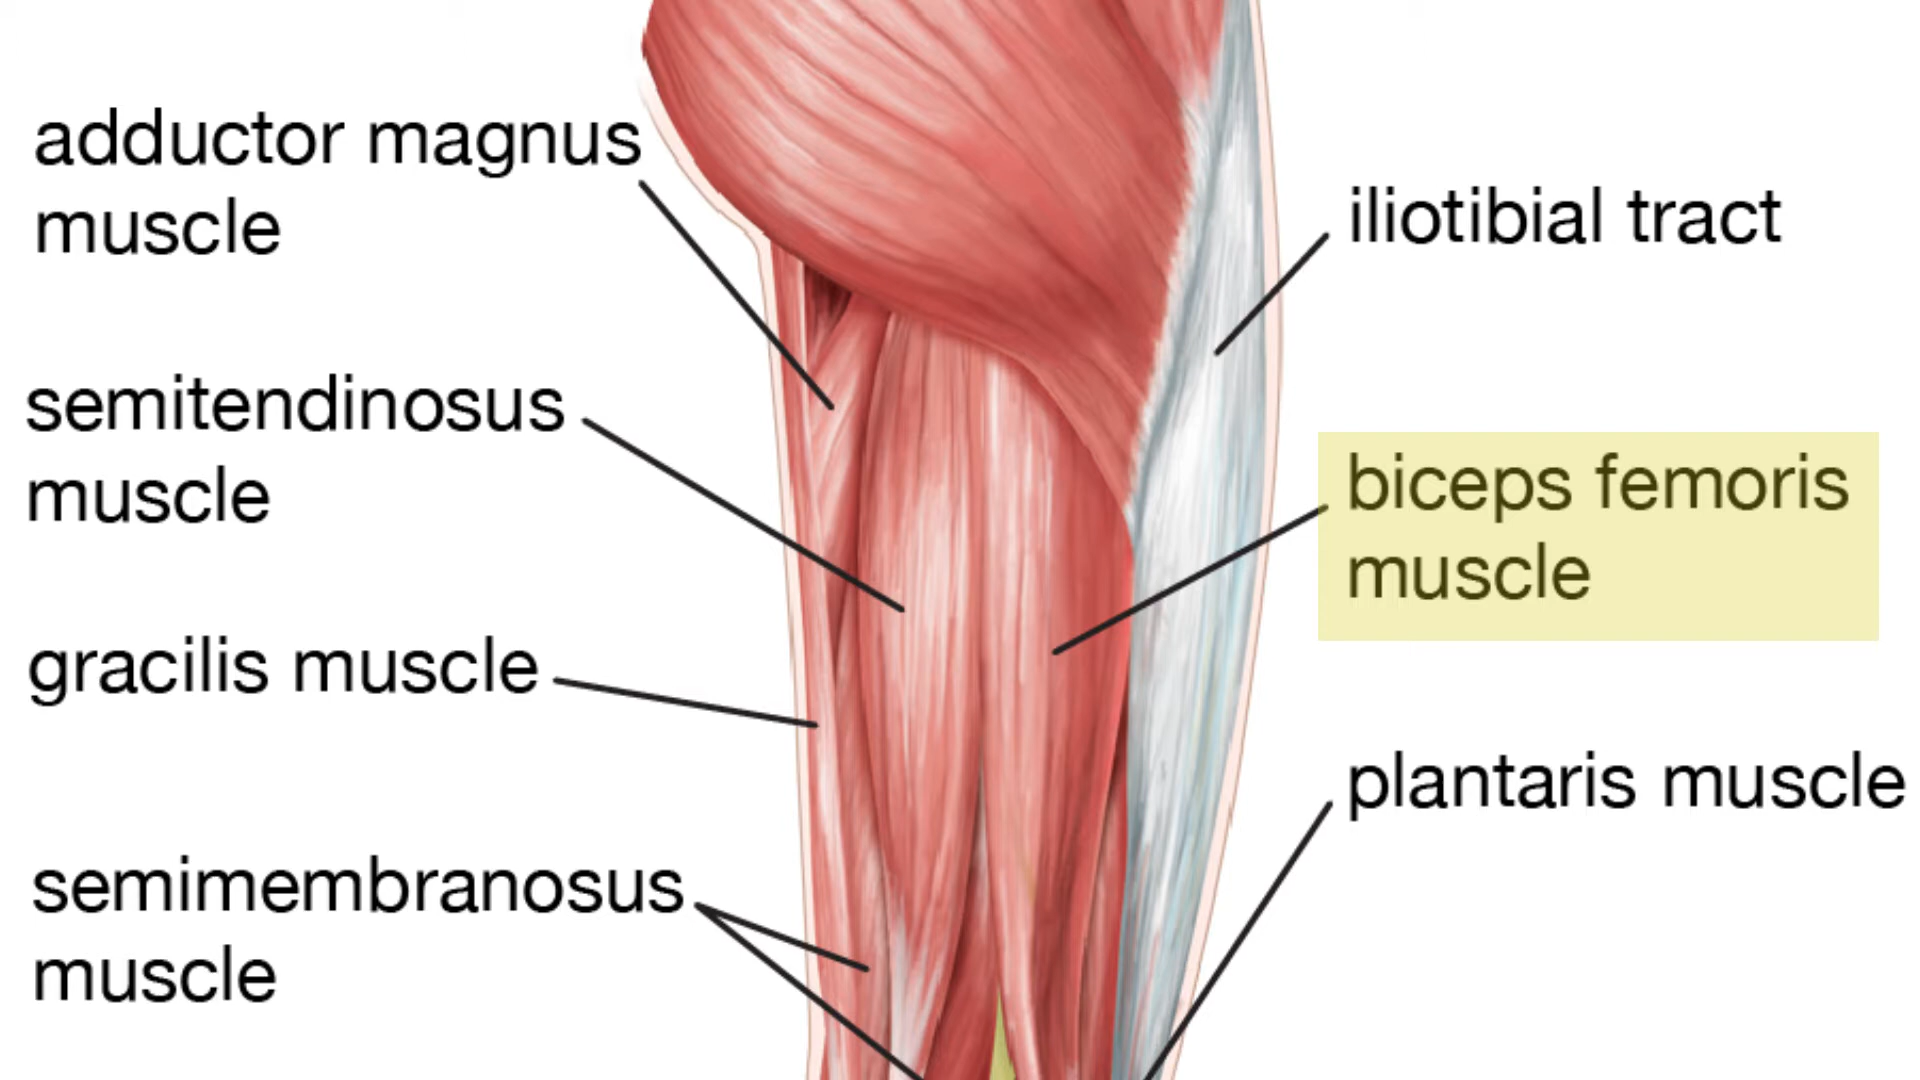 adductor magnus
muscle
semitendinosus
muscle
gracilis muscle
semimembranosus
muscle
iliotibial tract
biceps femoris
muscle
plantaris muscle